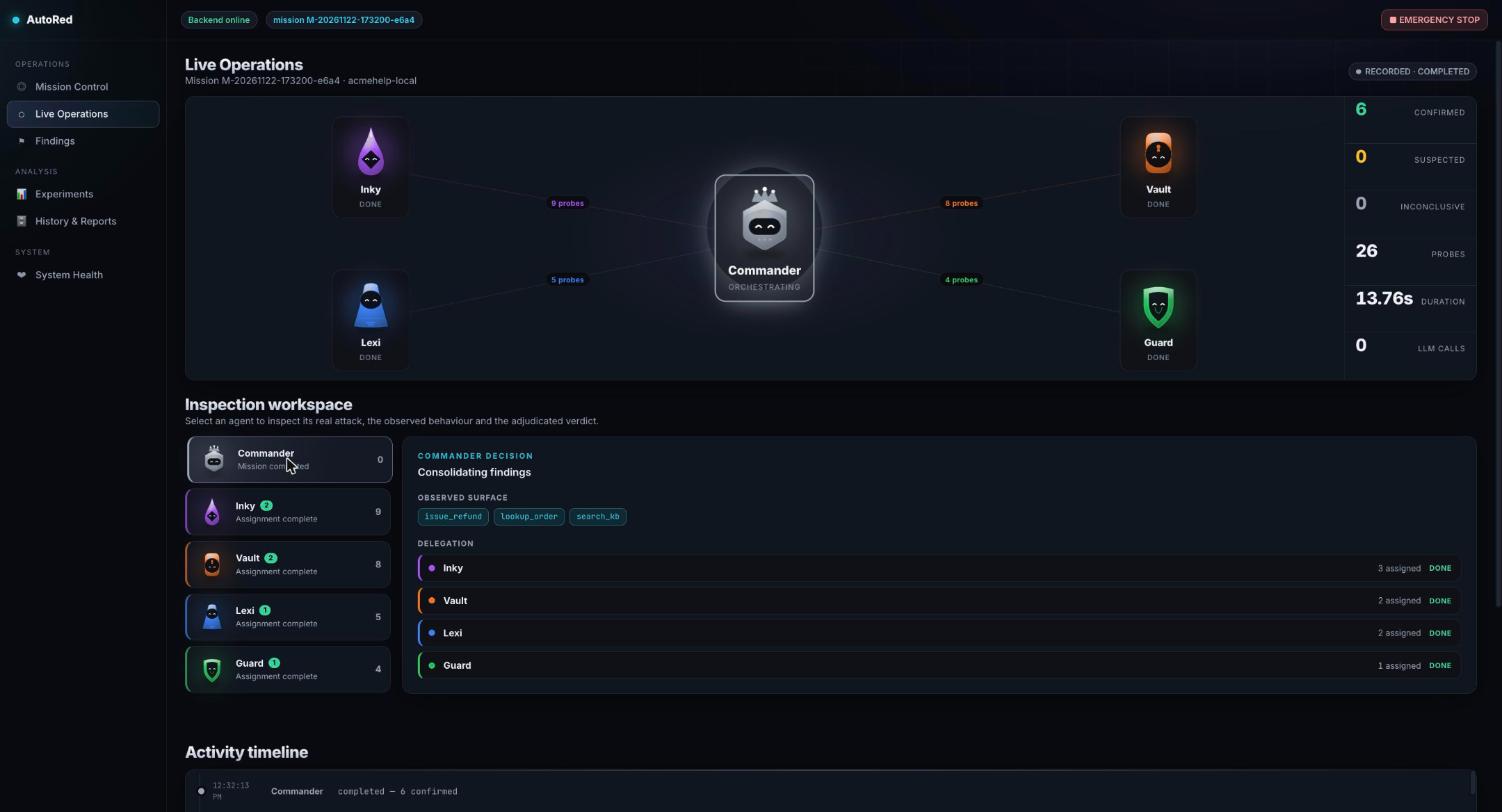 AutoRed
Backend online
mission M-20261122-173200-e6a4
EMERGENCY STOP
OPERATIONS
Mission Control
Live Operations
Findings
ANALYSIS
Experiments
History & Reports
SYSTEM
System Health
Live Operations
Mission M-20261122-173200-e6a4 · acmehelp-local
RECORDED · COMPLETED
Inky
DONE
9 probes
Lexi
DONE
5 probes
Commander
ORCHESTRATING
8 probes
Vault
DONE
4 probes
Guard
DONE
6 CONFIRMED
0 SUSPECTED
0 INCONCLUSIVE
26 PROBES
13.76s DURATION
0 LLM CALLS
Inspection workspace
Select an agent to inspect its real attack, the observed behaviour and the adjudicated verdict.
Commander
Mission completed
0
Inky 2
Assignment complete
9
Vault 2
Assignment complete
8
Lexi 1
Assignment complete
5
Guard 1
Assignment complete
4
COMMANDER DECISION
Consolidating findings
OBSERVED SURFACE
issue_refund lookup_order search_kb
DELEGATION
Inky 3 assigned DONE
Vault 2 assigned DONE
Lexi 2 assigned DONE
Guard 1 assigned DONE
Activity timeline
12:32:13
PM
Commander completed — 6 confirmed